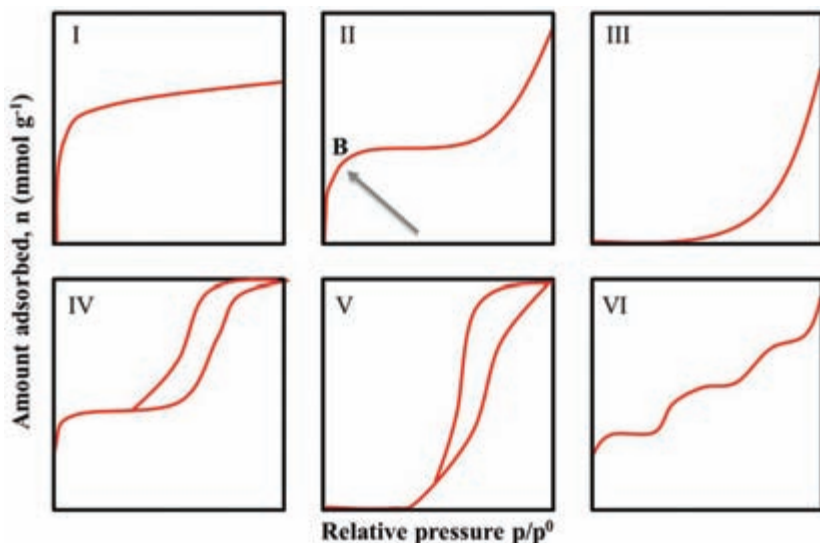 Amount adsorbed, n (mmol g⁻¹)
I
II
III
B
IV
V
VI
Relative pressure p/p⁰